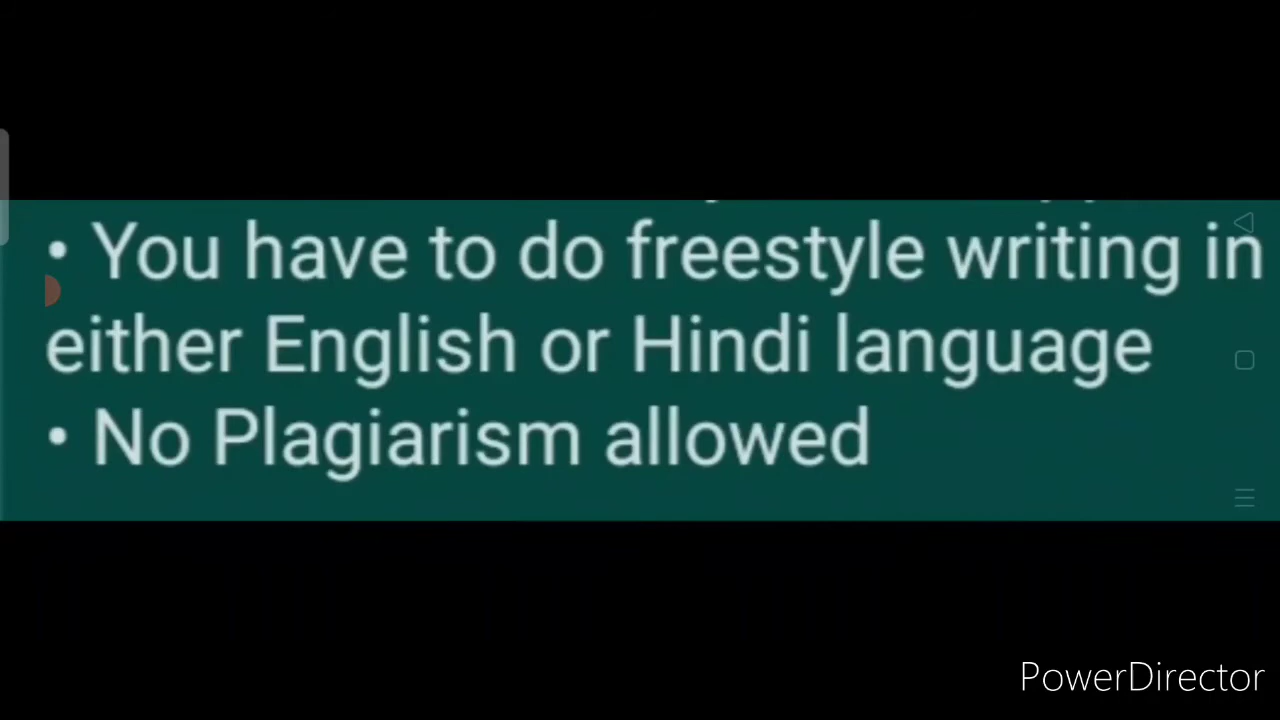 • You have to do freestyle writing in
either English or Hindi language
• No Plagiarism allowed
PowerDirector